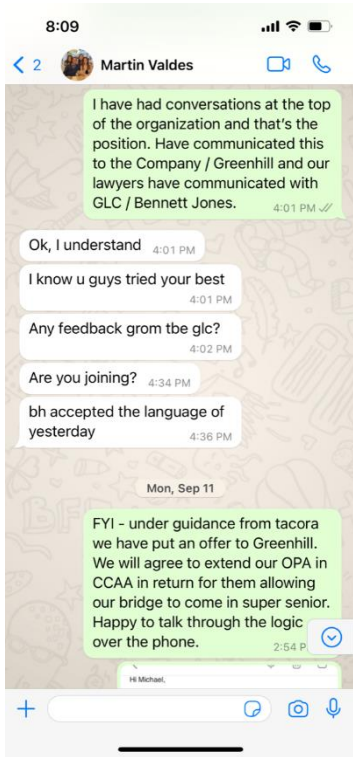 8:09
2
Martin Valdes
I have had conversations at the top
of the organization and that's the
position. Have communicated this
to the Company / Greenhill and our
lawyers have communicated with
GLC / Bennett Jones.
4:01 PM
Ok, I understand
4:01 PM
I know u guys tried your best
4:01 PM
Any feedback grom tbe glc?
4:02 PM
Are you joining?
4:34 PM
bh accepted the language of
yesterday
4:36 PM
Mon, Sep 11
FYI - under guidance from tacora
we have put an offer to Greenhill.
We will agree to extend our OPA in
CCAA in return for them allowing
our bridge to come in super senior.
Happy to talk through the logic
over the phone.
2:54 P
Hi Michael,